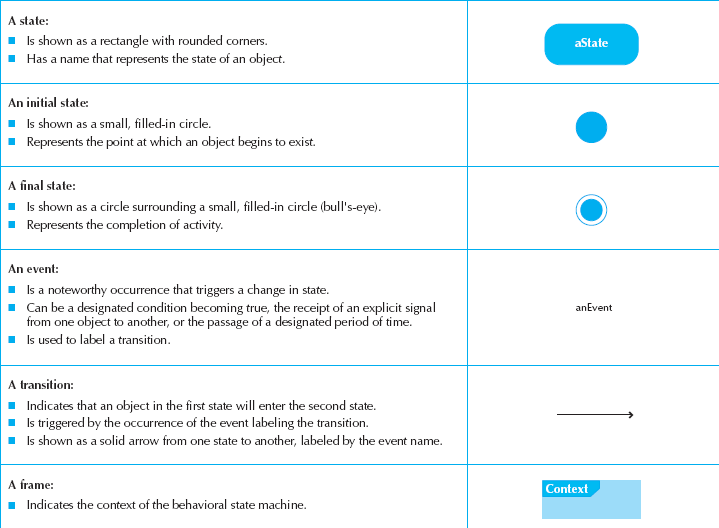 A state:
■ Is shown as a rectangle with rounded corners.
■ Has a name that represents the state of an object.
aState
An initial state:
■ Is shown as a small, filled-in circle.
■ Represents the point at which an object begins to exist.
A final state:
■ Is shown as a circle surrounding a small, filled-in circle (bull's-eye).
■ Represents the completion of activity.
An event:
■ Is a noteworthy occurrence that triggers a change in state.
■ Can be a designated condition becoming true, the receipt of an explicit signal
from one object to another, or the passage of a designated period of time.
■ Is used to label a transition.
anEvent
A transition:
■ Indicates that an object in the first state will enter the second state.
■ Is triggered by the occurrence of the event labeling the transition.
■ Is shown as a solid arrow from one state to another, labeled by the event name.
A frame:
■ Indicates the context of the behavioral state machine.
Context